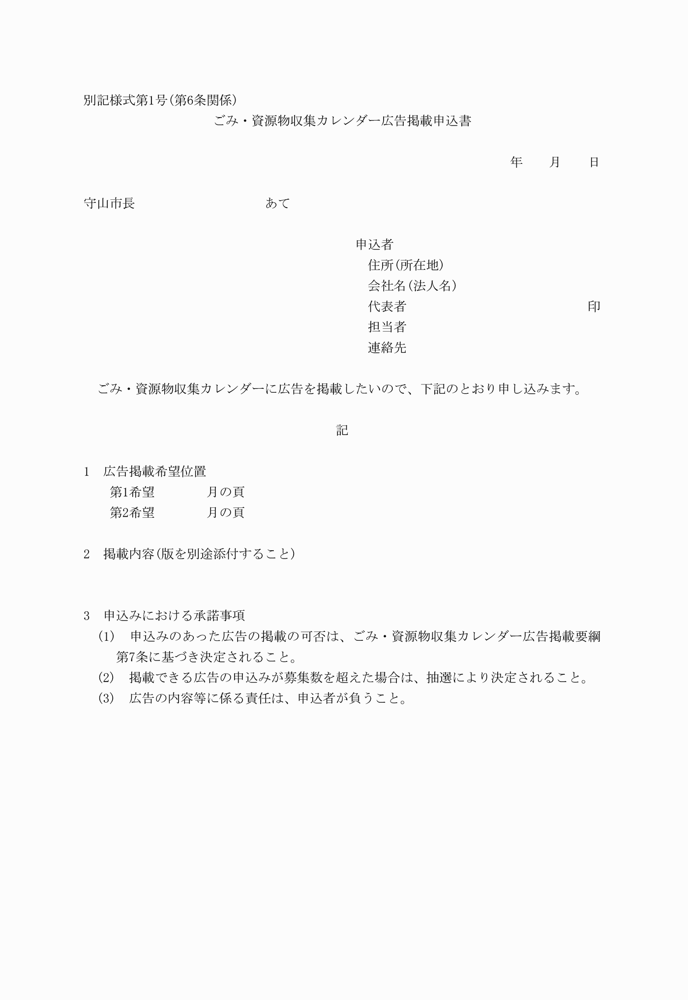 別記様式第1号(第6条関係)
ごみ・資源物収集カレンダー広告掲載申込書
年　　月　　日
守山市長　　　　　　　　　　あて
申込者
住所(所在地)
会社名(法人名)
代表者　　　　　　　　　　　　　　印
担当者
連絡先
ごみ・資源物収集カレンダーに広告を掲載したいので、下記のとおり申し込みます。
記
1　広告掲載希望位置
第1希望　　　　月の頁
第2希望　　　　月の頁
2　掲載内容(版を別途添付すること)
3　申込みにおける承諾事項
(1)　申込みのあった広告の掲載の可否は、ごみ・資源物収集カレンダー広告掲載要綱
第7条に基づき決定されること。
(2)　掲載できる広告の申込みが募集数を超えた場合は、抽選により決定されること。
(3)　広告の内容等に係る責任は、申込者が負うこと。